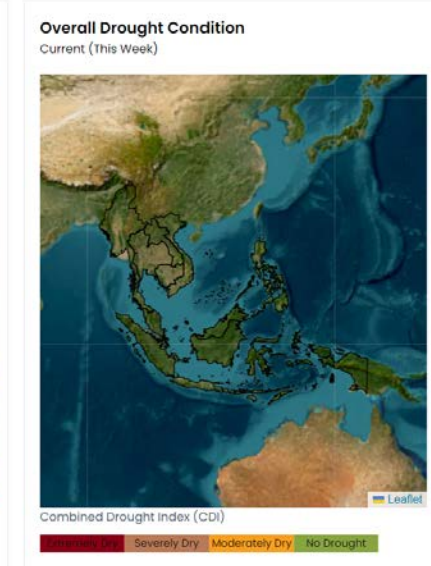 Overall Drought Condition
Current (This Week)
Leaflet
Combined Drought Index (CDI)
Extremely Dry Severely Dry Moderately Dry No Drought